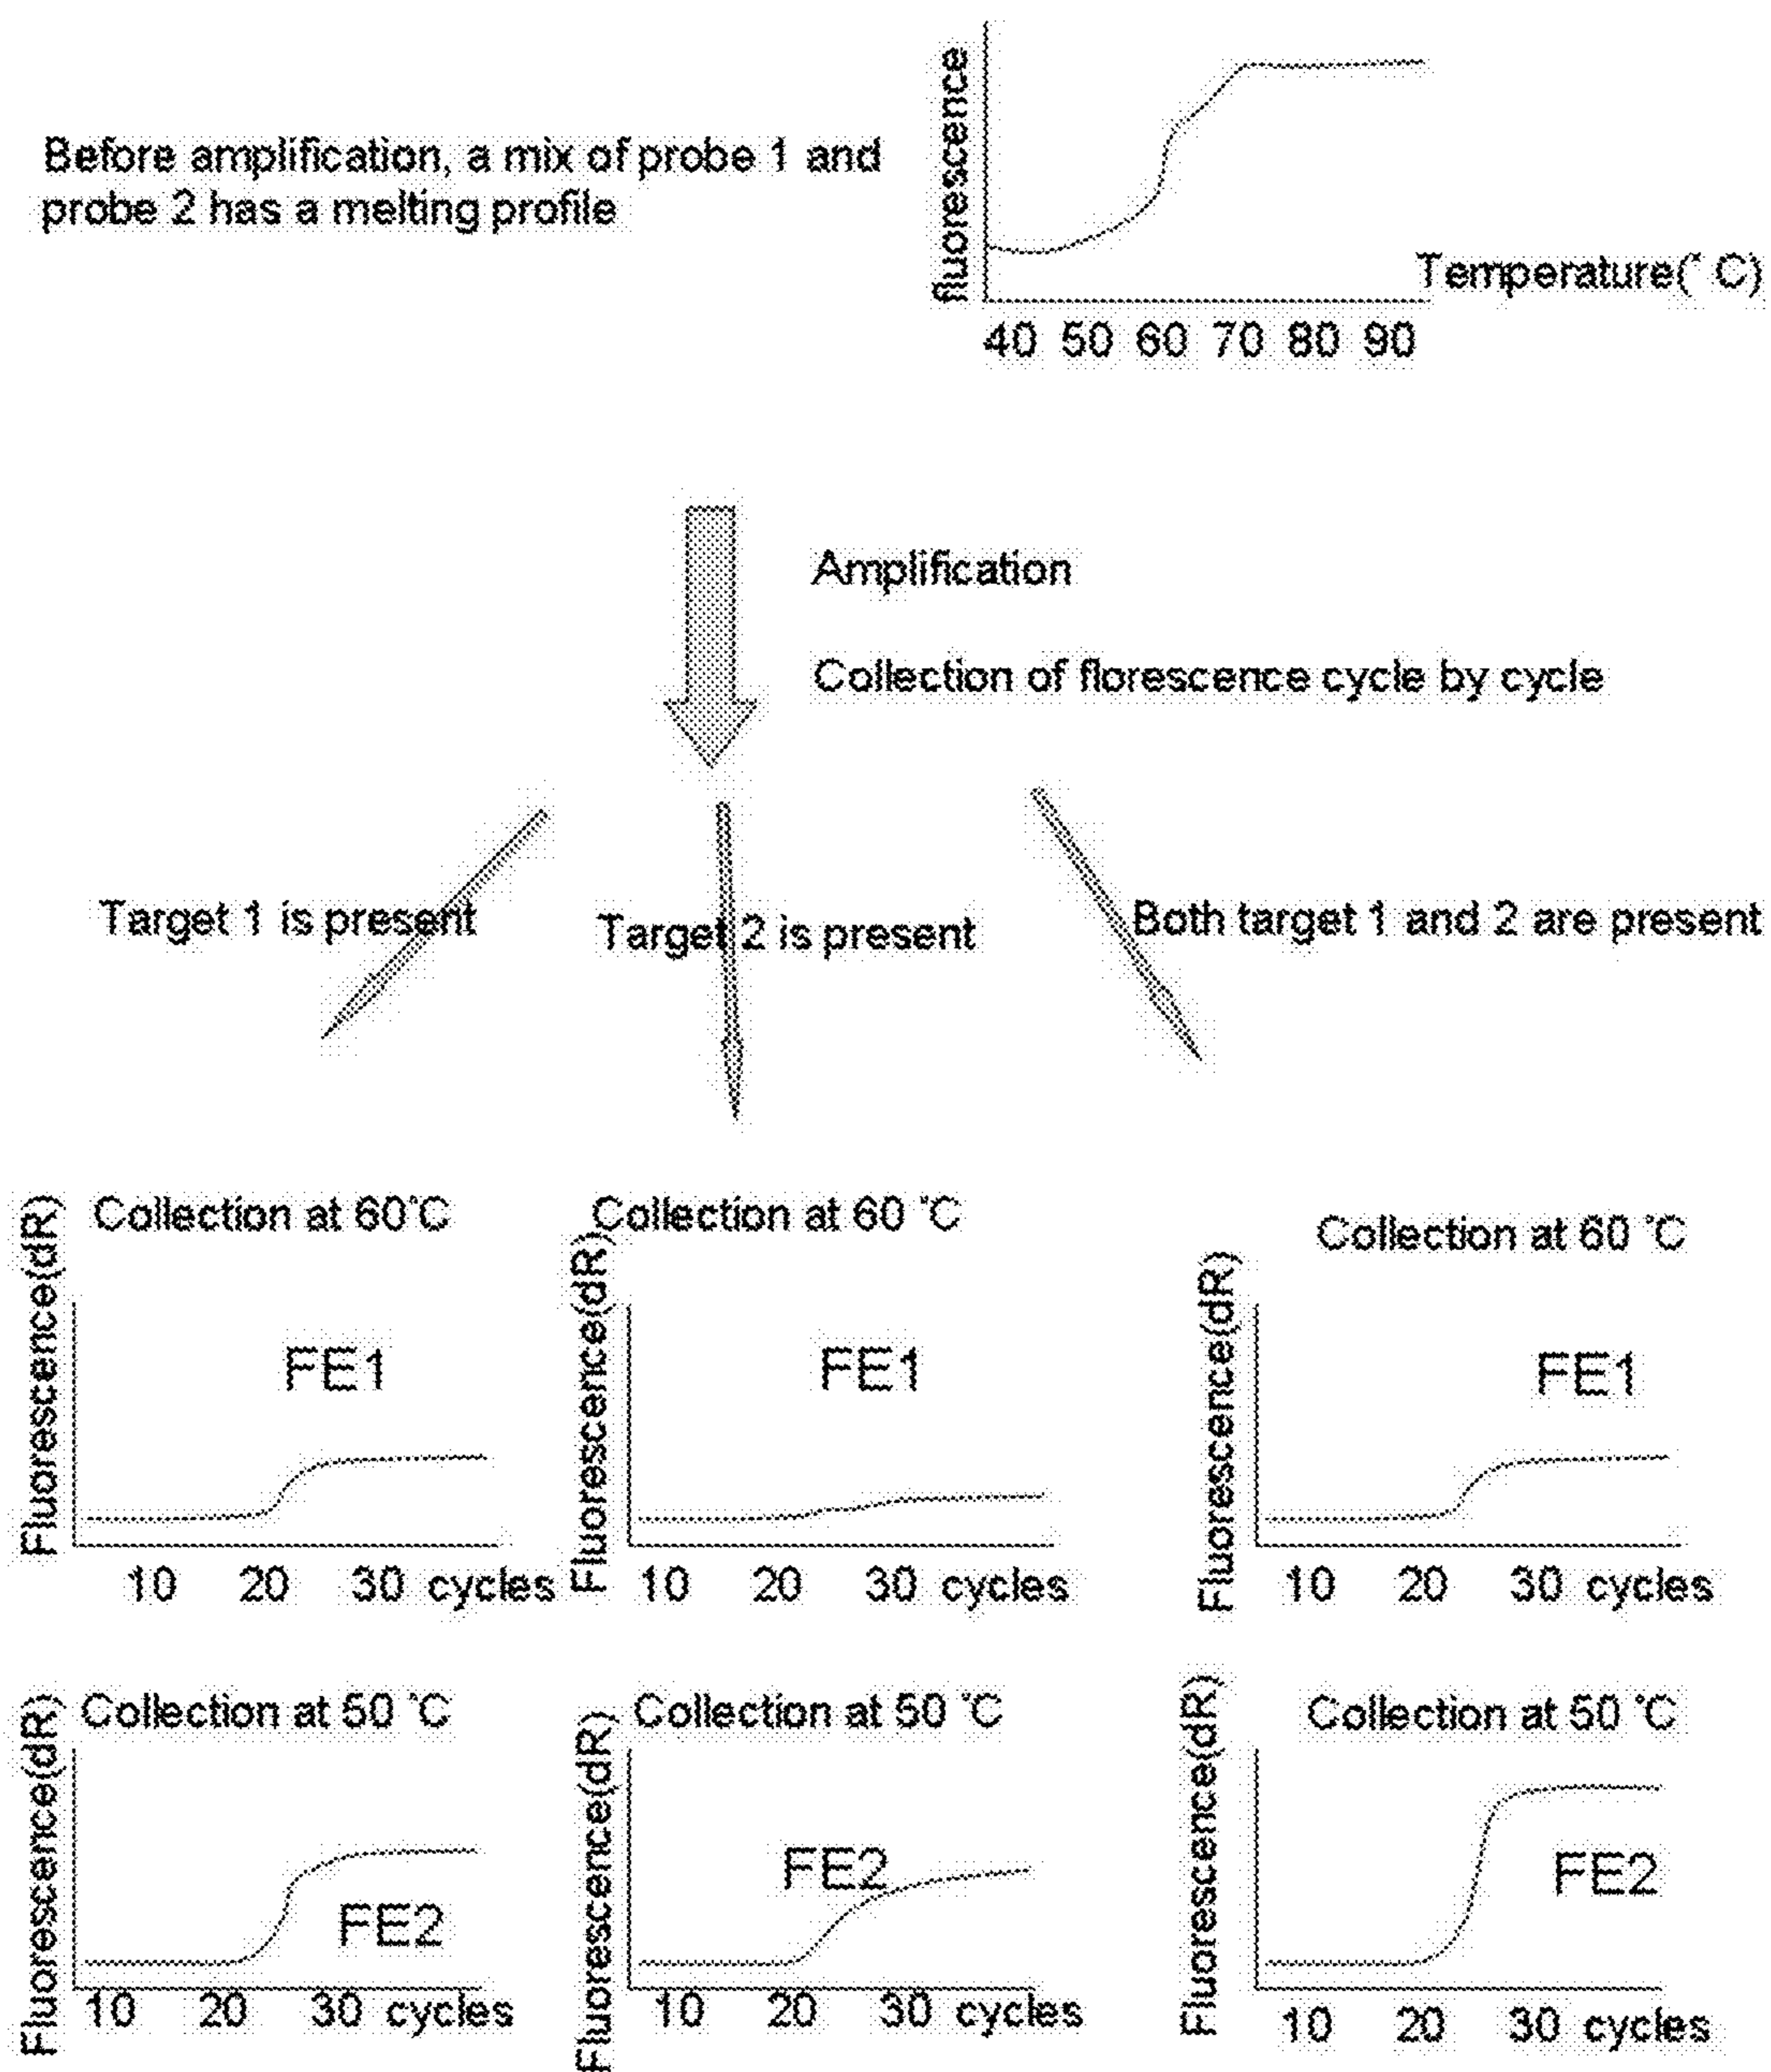 Before amplification, a mix of probe 1 and
probe 2 has a melting profile
fluorescence
Temperature(° C)
40 50 60 70 80 90
Amplification
Collection of florescence cycle by cycle
Target 1 is present
Target 2 is present
Both target 1 and 2 are present
Collection at 60°C
Fluorescence(dR)
FE1
10 20 30 cycles
Collection at 60 °C
Fluorescence(dR)
FE1
10 20 30 cycles
Collection at 60 °C
Fluorescence(dR)
FE1
10 20 30 cycles
Collection at 50 °C
Fluorescence(dR)
FE2
10 20 30 cycles
Collection at 50 °C
Fluorescence(dR)
FE2
10 20 30 cycles
Collection at 50 °C
Fluorescence(dR)
FE2
10 20 30 cycles